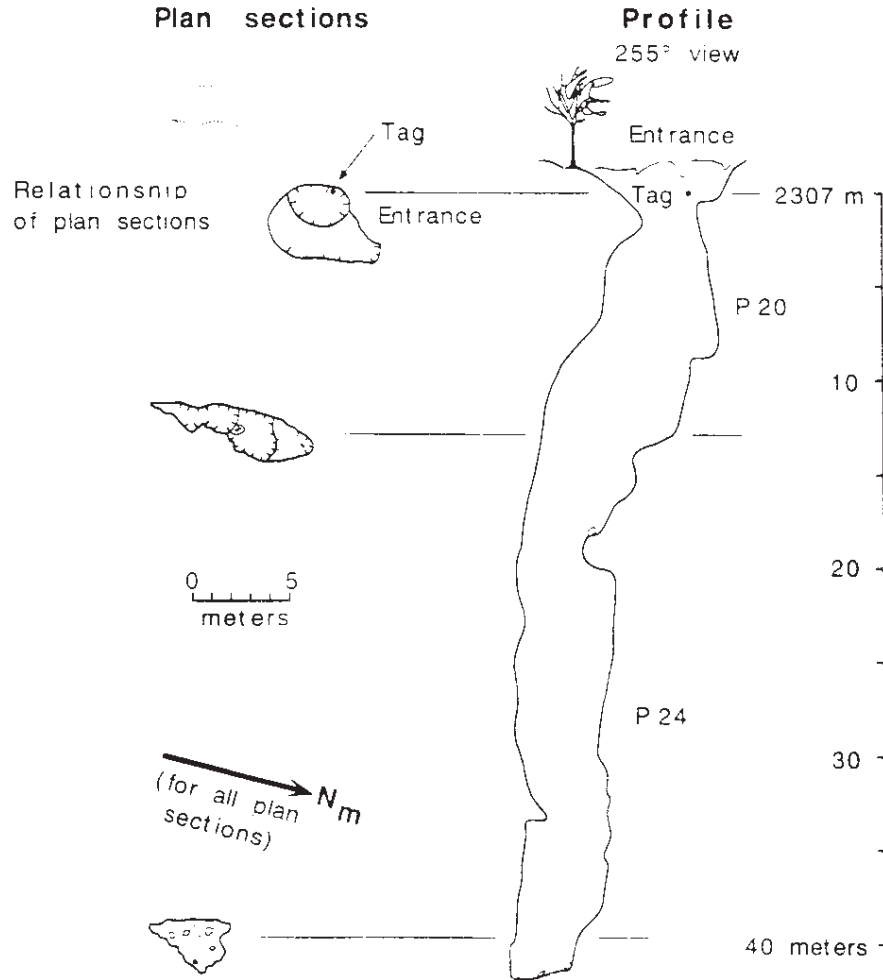 Plan sections
Profile
255° view
Tag
Entrance
Relationship
of plan sections
Entrance
Tag
2307 m
P 20
10
20
0 5
meters
P 24
30
Nm
(for all plan
sections)
40 meters